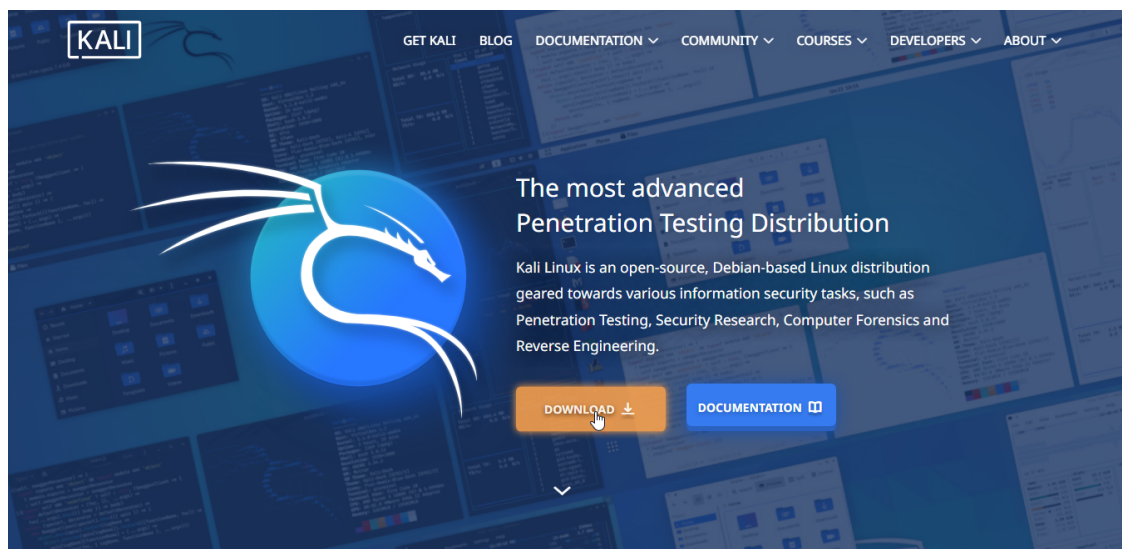 KALI
GET KALI BLOG DOCUMENTATION COMMUNITY COURSES DEVELOPERS ABOUT
The most advanced
Penetration Testing Distribution
Kali Linux is an open-source, Debian-based Linux distribution
geared towards various information security tasks, such as
Penetration Testing, Security Research, Computer Forensics and
Reverse Engineering.
DOWNLOAD DOCUMENTATION